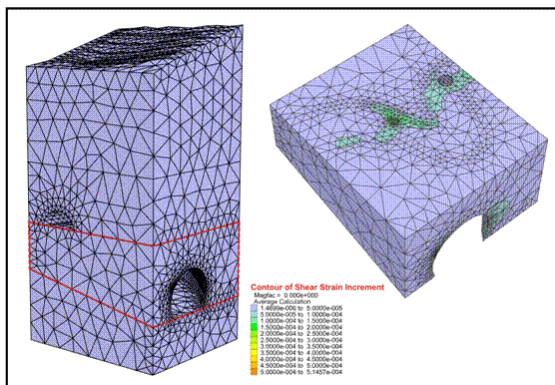 Contour of Shear Strain Increment
Magfac = 0.000e+000
Average Calculation
1.4699e-006 to 5.0000e-005
5.0000e-005 to 1.0000e-004
1.0000e-004 to 1.5000e-004
1.5000e-004 to 2.0000e-004
2.0000e-004 to 2.5000e-004
2.5000e-004 to 3.0000e-004
3.0000e-004 to 3.5000e-004
3.5000e-004 to 4.0000e-004
4.0000e-004 to 4.5000e-004
4.5000e-004 to 5.0000e-004
5.0000e-004 to 5.1457e-004